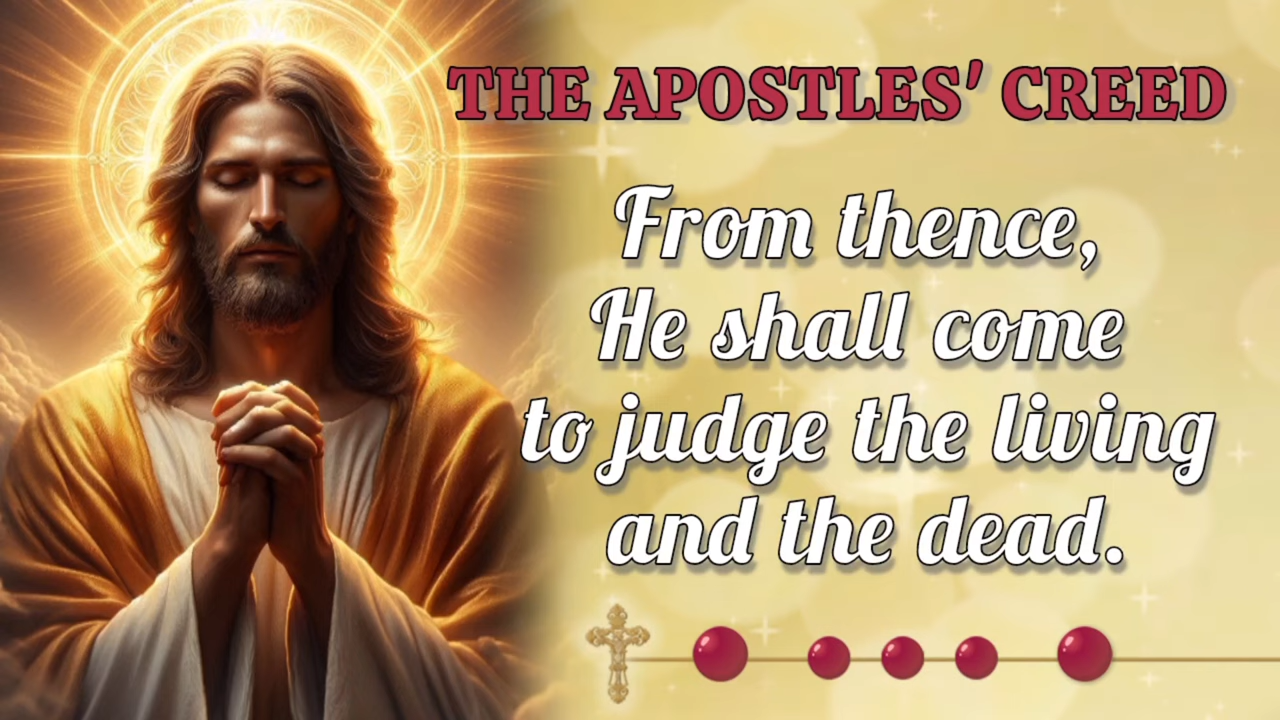 THE APOSTLES' CREED
From thence,
He shall come
to judge the living
and the dead.